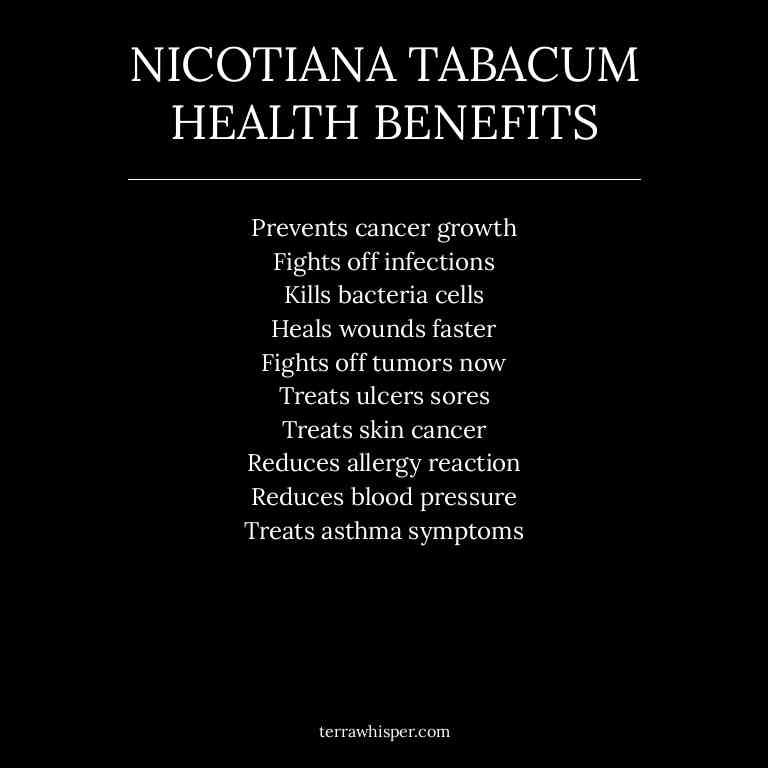 NICOTIANA TABACUM
HEALTH BENEFITS
Prevents cancer growth
Fights off infections
Kills bacteria cells
Heals wounds faster
Fights off tumors now
Treats ulcers sores
Treats skin cancer
Reduces allergy reaction
Reduces blood pressure
Treats asthma symptoms
terrawhisper.com